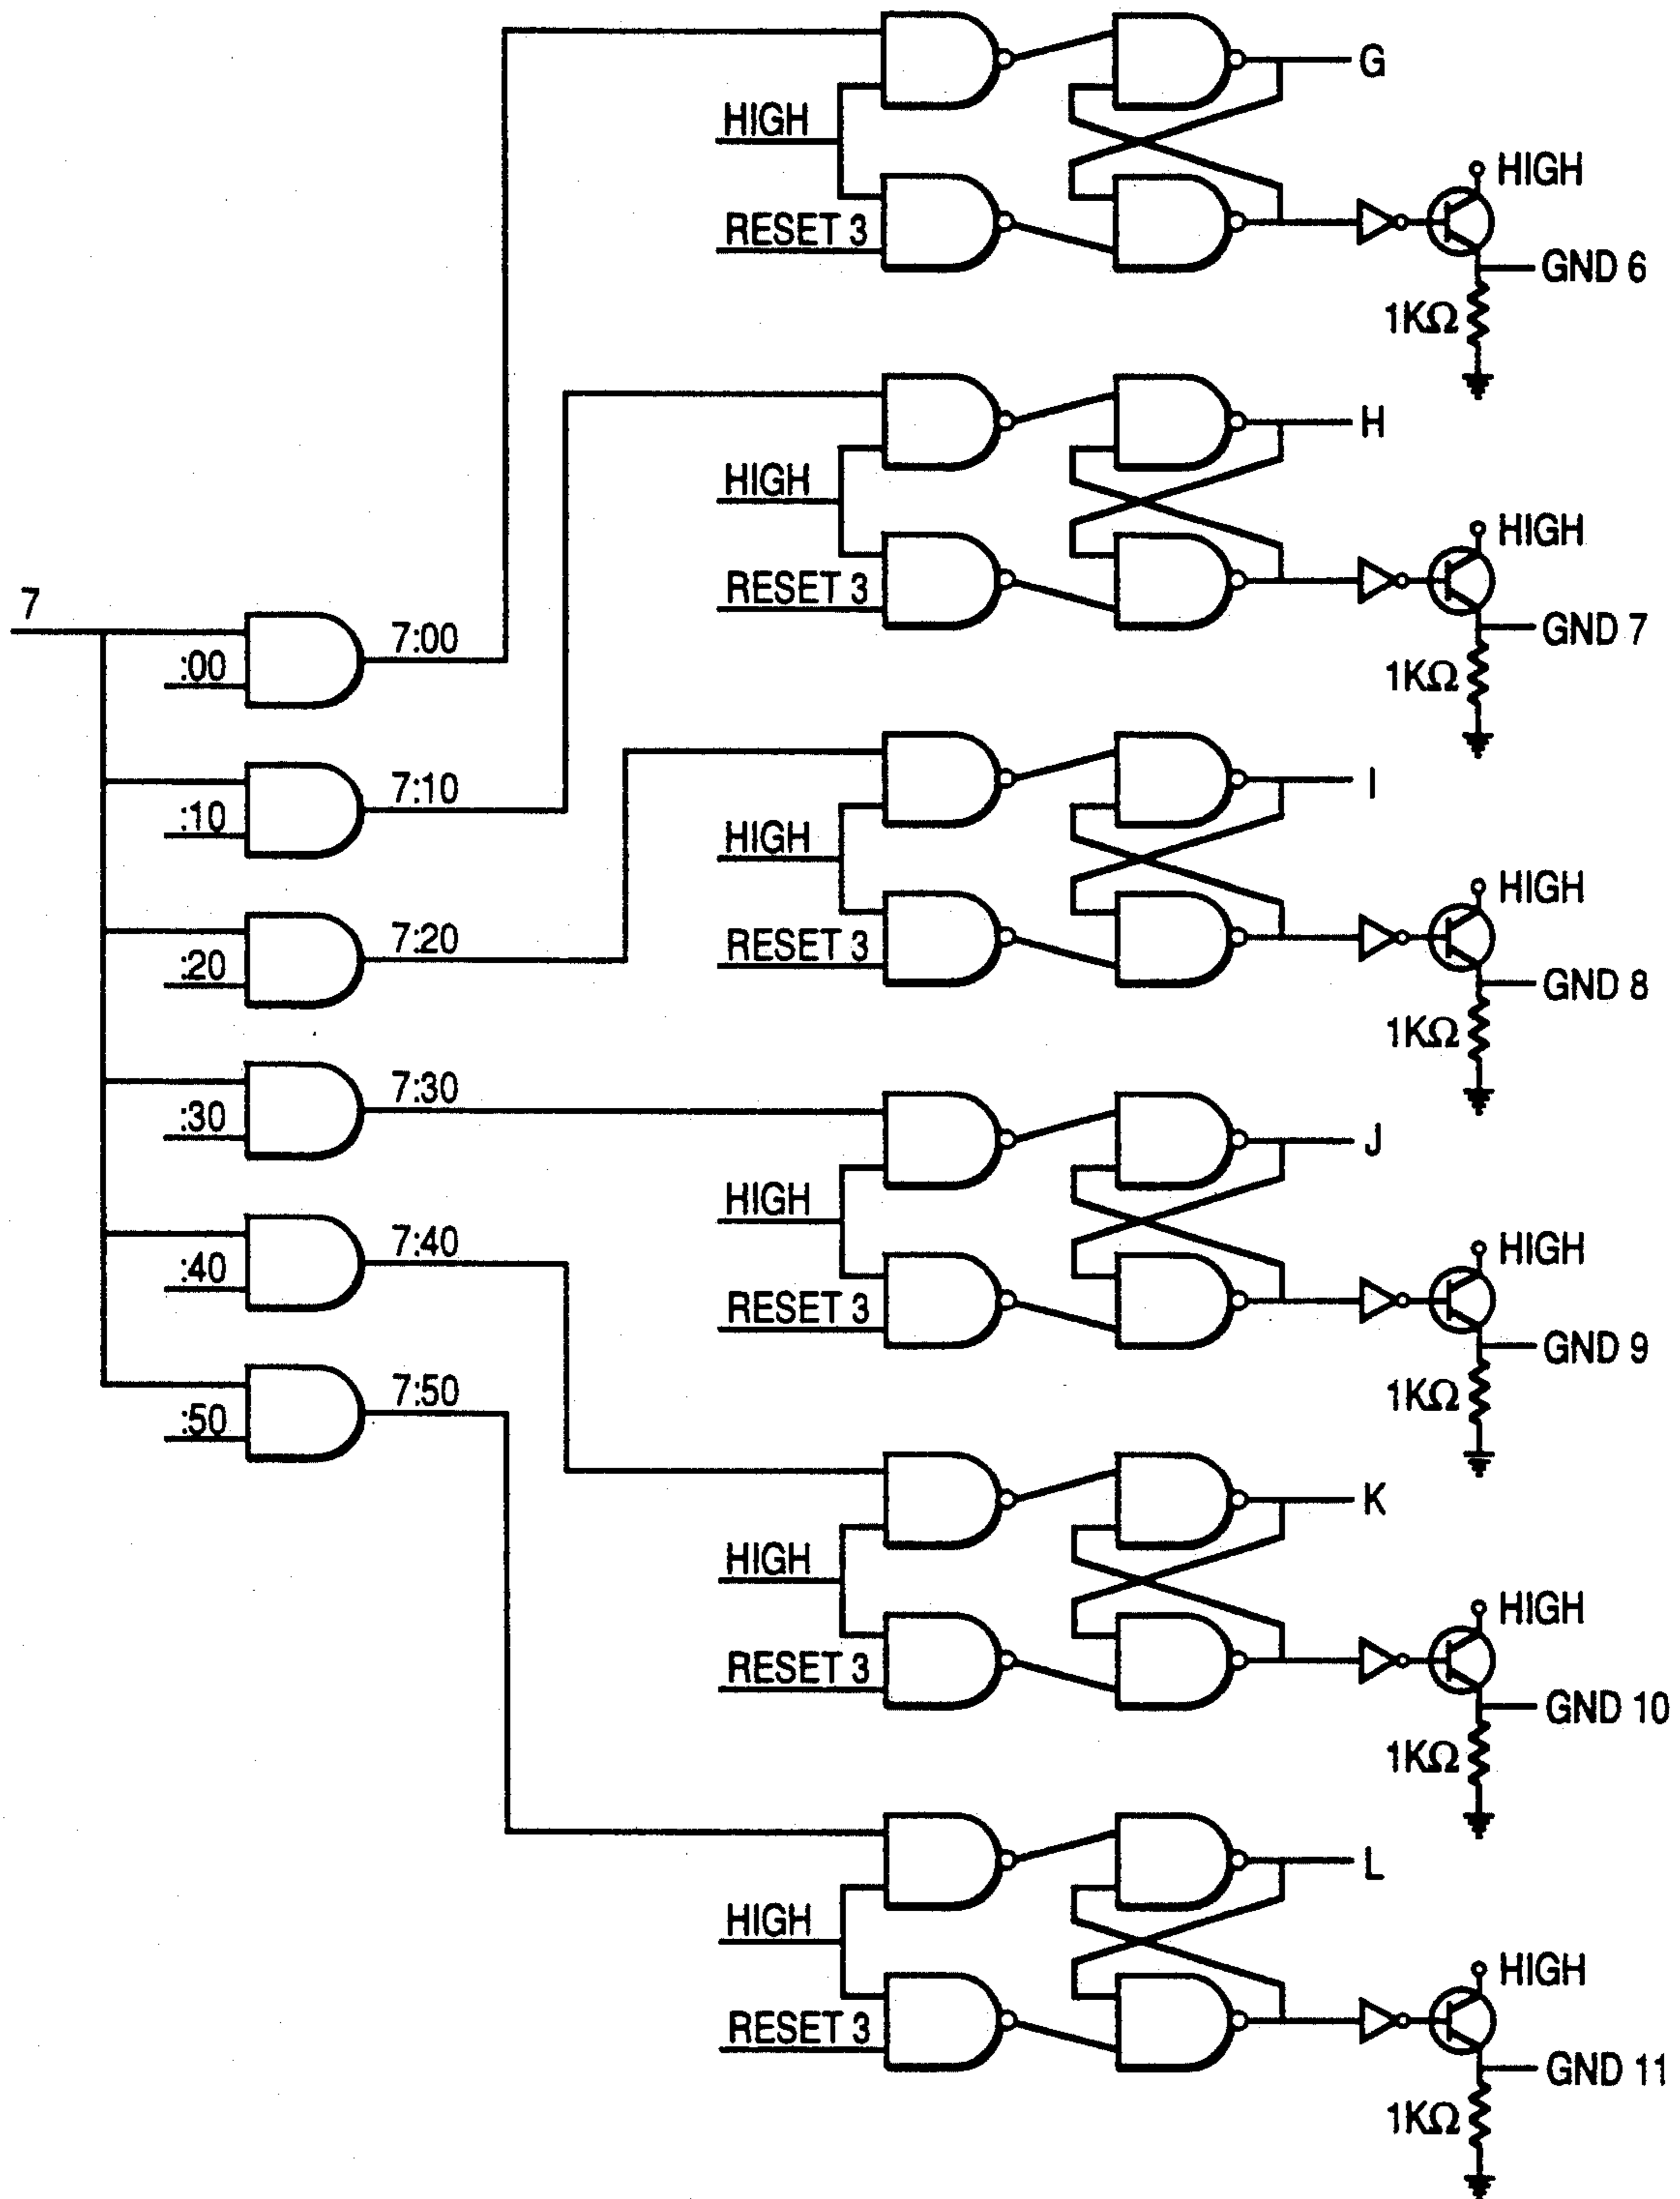 G
HIGH
HIGH
RESET 3
GND 6
1KΩ
H
HIGH
HIGH
RESET 3
GND 7
1KΩ
7
:00
7:00
:10
7:10
I
HIGH
HIGH
RESET 3
GND 8
1KΩ
:20
7:20
:30
7:30
J
HIGH
HIGH
RESET 3
GND 9
1KΩ
:40
7:40
:50
7:50
K
HIGH
HIGH
RESET 3
GND 10
1KΩ
L
HIGH
HIGH
RESET 3
GND 11
1KΩ